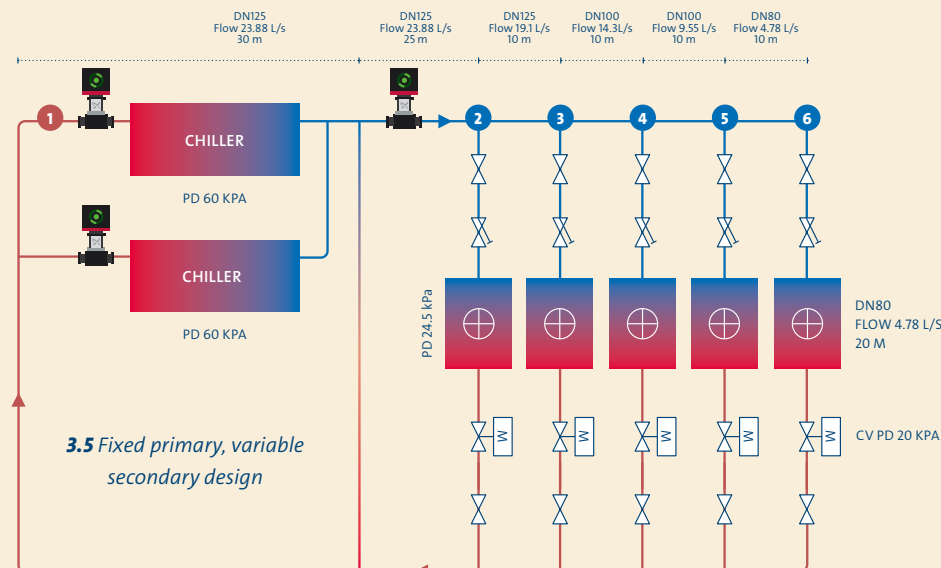 DN125
Flow 23.88 L/s
30 m
DN125
Flow 23.88 L/s
25 m
DN125
Flow 19.1 L/s
10 m
DN100
Flow 14.3L/s
10 m
DN100
Flow 9.55 L/s
10 m
DN80
Flow 4.78 L/s
10 m
1
CHILLER
2
3
4
5
6
PD 60 KPA
CHILLER
PD 60 KPA
PD 24.5 kPa
DN80
FLOW 4.78 L/S
20 M
3.5 Fixed primary, variable
secondary design
M
M
M
M
M
CV PD 20 KPA